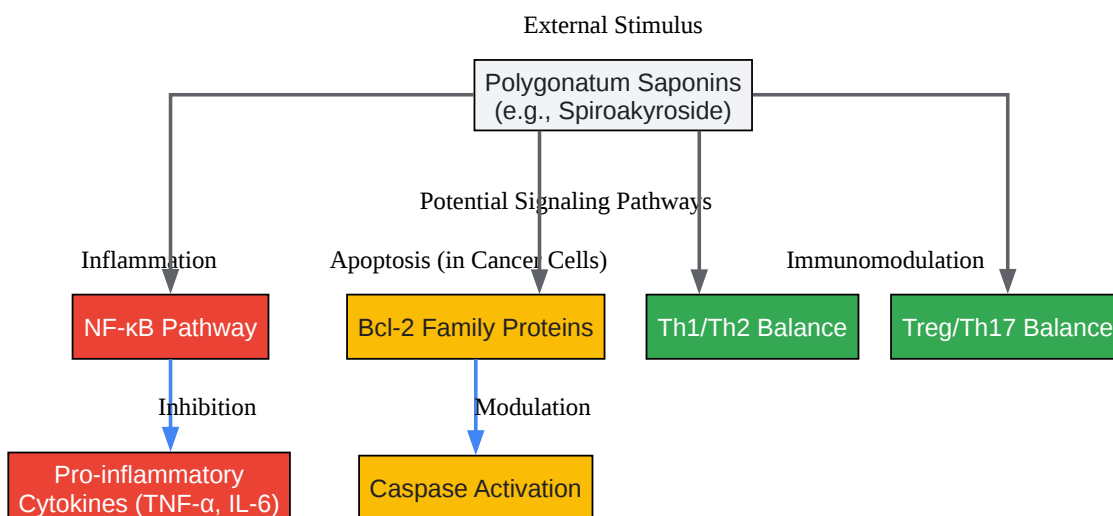 External Stimulus
Polygonatum Saponins
(e.g., Spiroakyroside)
Potential Signaling Pathways
Inflammation
Apoptosis (in Cancer Cells)
Immunomodulation
NF-κB Pathway
Bcl-2 Family Proteins
Th1/Th2 Balance
Treg/Th17 Balance
Inhibition
Modulation
Pro-inflammatory
Cytokines (TNF-α, IL-6)
Caspase Activation